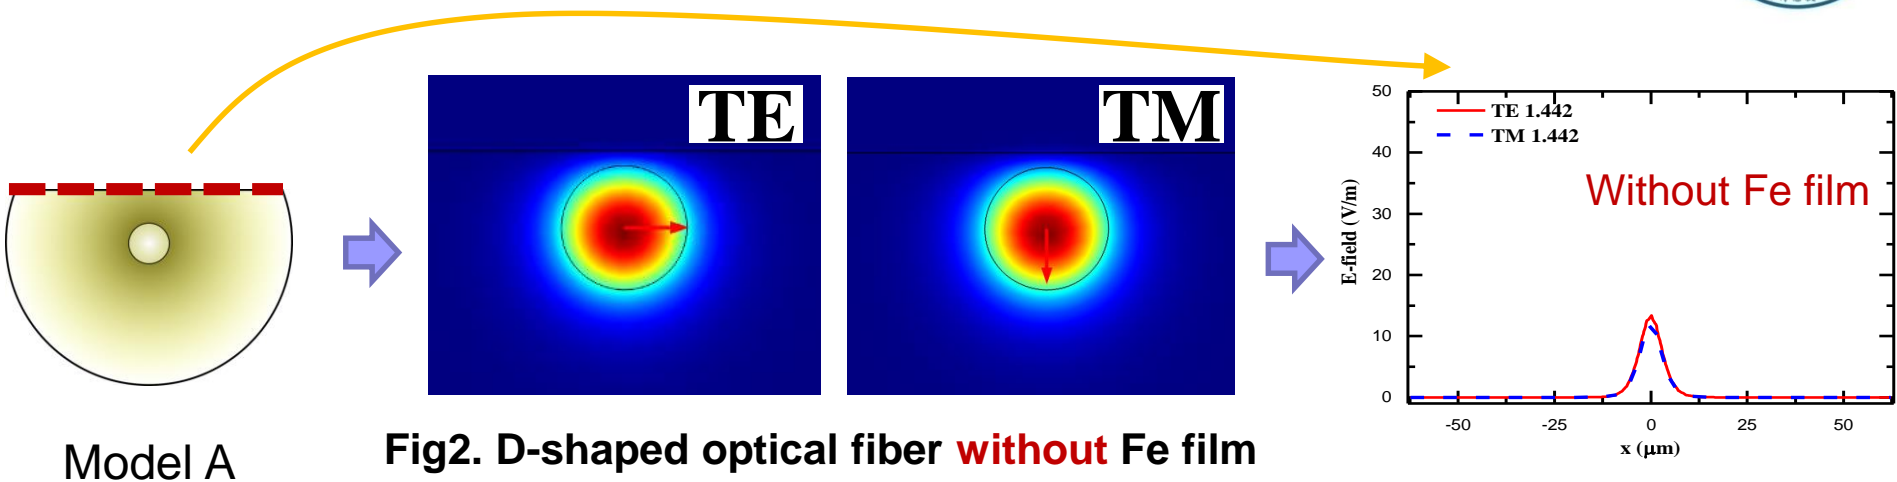 TE
TM
50
40
30
20
10
0
E-field (V/m)
TE 1.442
TM 1.442
Without Fe film
-50
-25
0
25
50
x (μm)
Model A
Fig2. D-shaped optical fiber without Fe film